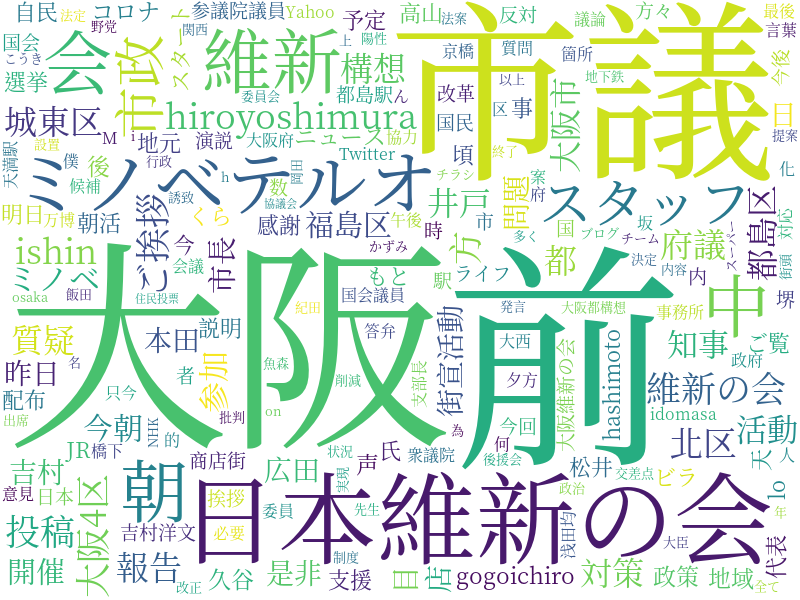 自民 コロナ 参議院議員 Yahoo 予定 高山 法案 反対 議論 方々 最後
国会 野党 法定 関西 上 陽性 言葉
こうき スタート 京橋 質問 箇所 今後
選挙 会 市政 維新 構想 市議 地下鉄
委員会 都島駅 ん 改革 以上 事 大阪市 日
城東区 hiroyoshimura 国民 区 提案
M i 地元 演説 ニュース 頃
天満駅 設置 僕 行政 大阪府 Twitter 協力 終了 案 化
ミノベテルオ スタッフ
候補 後 誘致 h 岡田 数 チラシ 府 問題
明日 万博 朝活 ご挨拶 協議会 くら 井戸 市 国 坂 ブログ チーム 対応
感謝 福島区 時 午後 多く スーパー 都島区
ishin 今 市長 かずみ 方 都 府議 決定 街頭
ミノベ 会議 もと 駅 ライフ 内容 内 堺
osaka 飯田 住民投票 国会議員 発言 大阪都構想 事務所
大阪 前 中
質疑 本田 説明 紀田 答弁 大西 知事 ご覧
昨日 名 者 参加 魚森 削減 支部長 街宣活動 夕方 大阪維新の会 hashimoto 政府
配布 只今 維新の会
出席 今朝 NHK 批判 on 今回 idomasa 活動
JR 橋下 的 為 何 北区 天 人
吉村 商店街 広田 声 氏 状況 衆議院 松井 交差点 ビラ lo
意見 日本 大阪4区 朝 日本維新の会 後援会 政治
投稿 吉村洋文 挨拶 必要 委員 実現 先生 浅田均 大臣 代表 年
開催 報告 是非 制度 目 店 gogoichiro 対策 政策 地域
改正 久谷 支援 全て